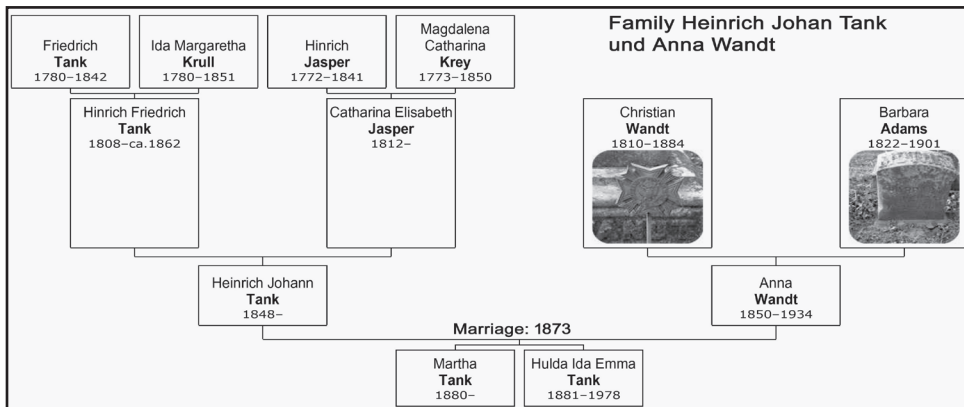 Family Heinrich Johan Tank
und Anna Wandt
Friedrich
Tank
1780–1842
Ida Margaretha
Krull
1780–1851
Hinrich
Jasper
1772–1841
Magdalena
Catharina
Krey
1773–1850
Hinrich Friedrich
Tank
1808–ca.1862
Catharina Elisabeth
Jasper
1812–
Christian
Wandt
1810–1884
Barbara
Adams
1822–1901
Heinrich Johann
Tank
1848–
Anna
Wandt
1850–1934
Marriage: 1873
Martha
Tank
1880–
Hulda Ida Emma
Tank
1881–1978